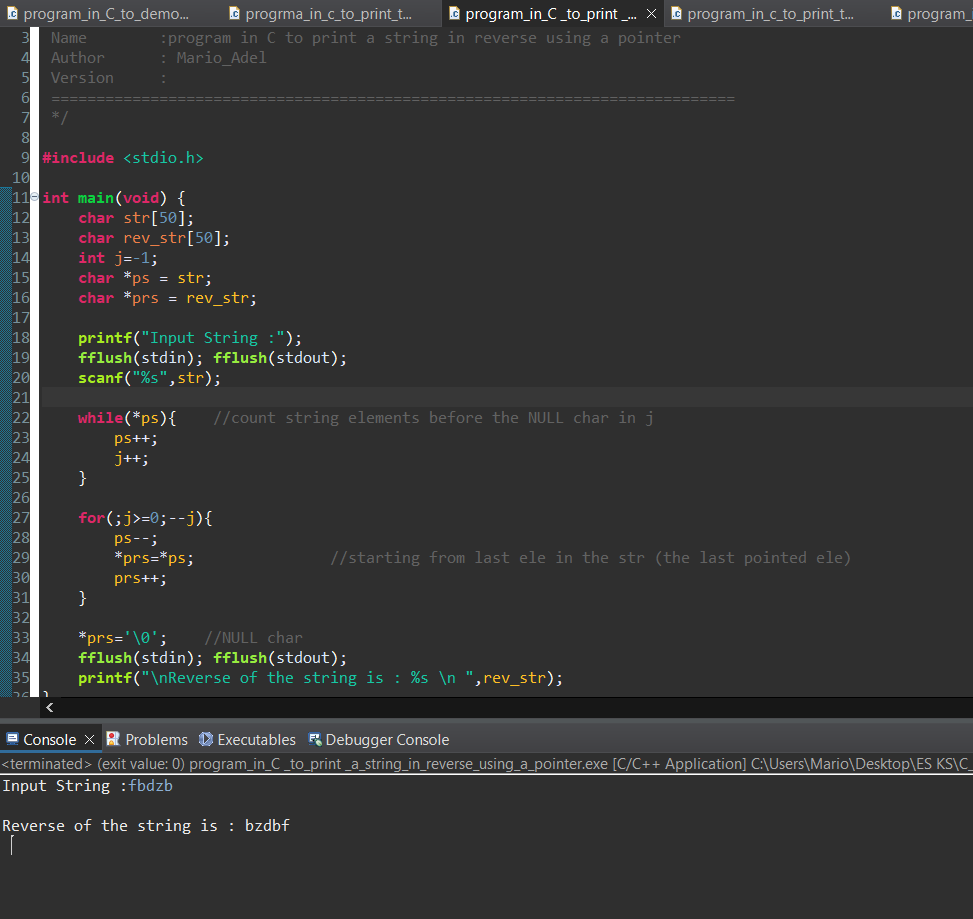 program_in_C_to_demo... progrma_in_c_to_print_t... program_in_C _to_print _... program_in_c_to_print_t... program_
3 Name :program in C to print a string in reverse using a pointer
4 Author : Mario_Adel
5 Version :
6 ===========================================================================
7 */
8
9 #include <stdio.h>
10
11 int main(void) {
12 char str[50];
13 char rev_str[50];
14 int j=-1;
15 char *ps = str;
16 char *prs = rev_str;
17
18 printf("Input String :");
19 fflush(stdin); fflush(stdout);
20 scanf("%s",str);
21
22 while(*ps){ //count string elements before the NULL char in j
23 ps++;
24 j++;
25 }
26
27 for(;j>=0;--j){
28 ps--;
29 *prs=*ps; //starting from last ele in the str (the last pointed ele)
30 prs++;
31 }
32
33 *prs='\0'; //NULL char
34 fflush(stdin); fflush(stdout);
35 printf("\nReverse of the string is : %s \n ",rev_str);
36 }
Console Problems Executables Debugger Console
<terminated> (exit value: 0) program_in_C _to_print _a_string_in_reverse_using_a_pointer.exe [C/C++ Application] C:\Users\Mario\Desktop\ES KS\C_
Input String :fbdzb
Reverse of the string is : bzdbf